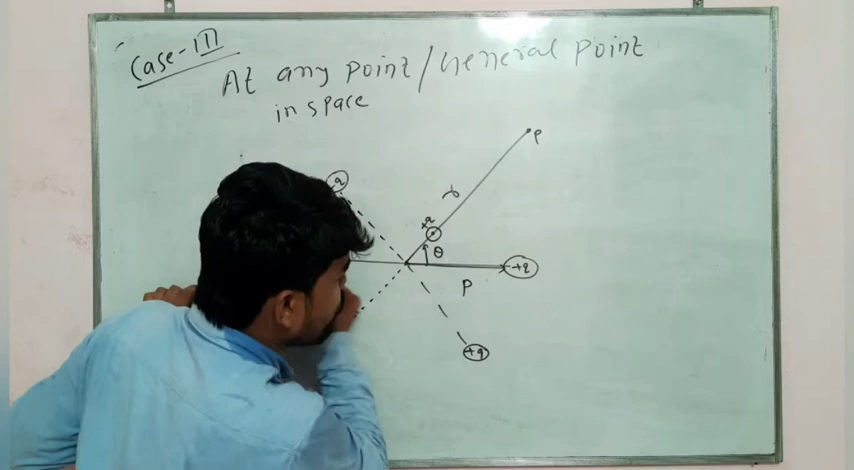 Case-III
At any point/General point
in space
P
r
+q
θ
+q
P
+q